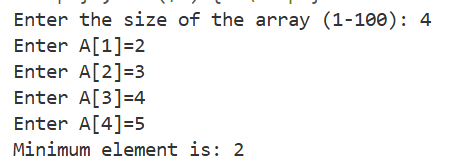 Enter the size of the array (1-100): 4
Enter A[1]=2
Enter A[2]=3
Enter A[3]=4
Enter A[4]=5
Minimum element is: 2